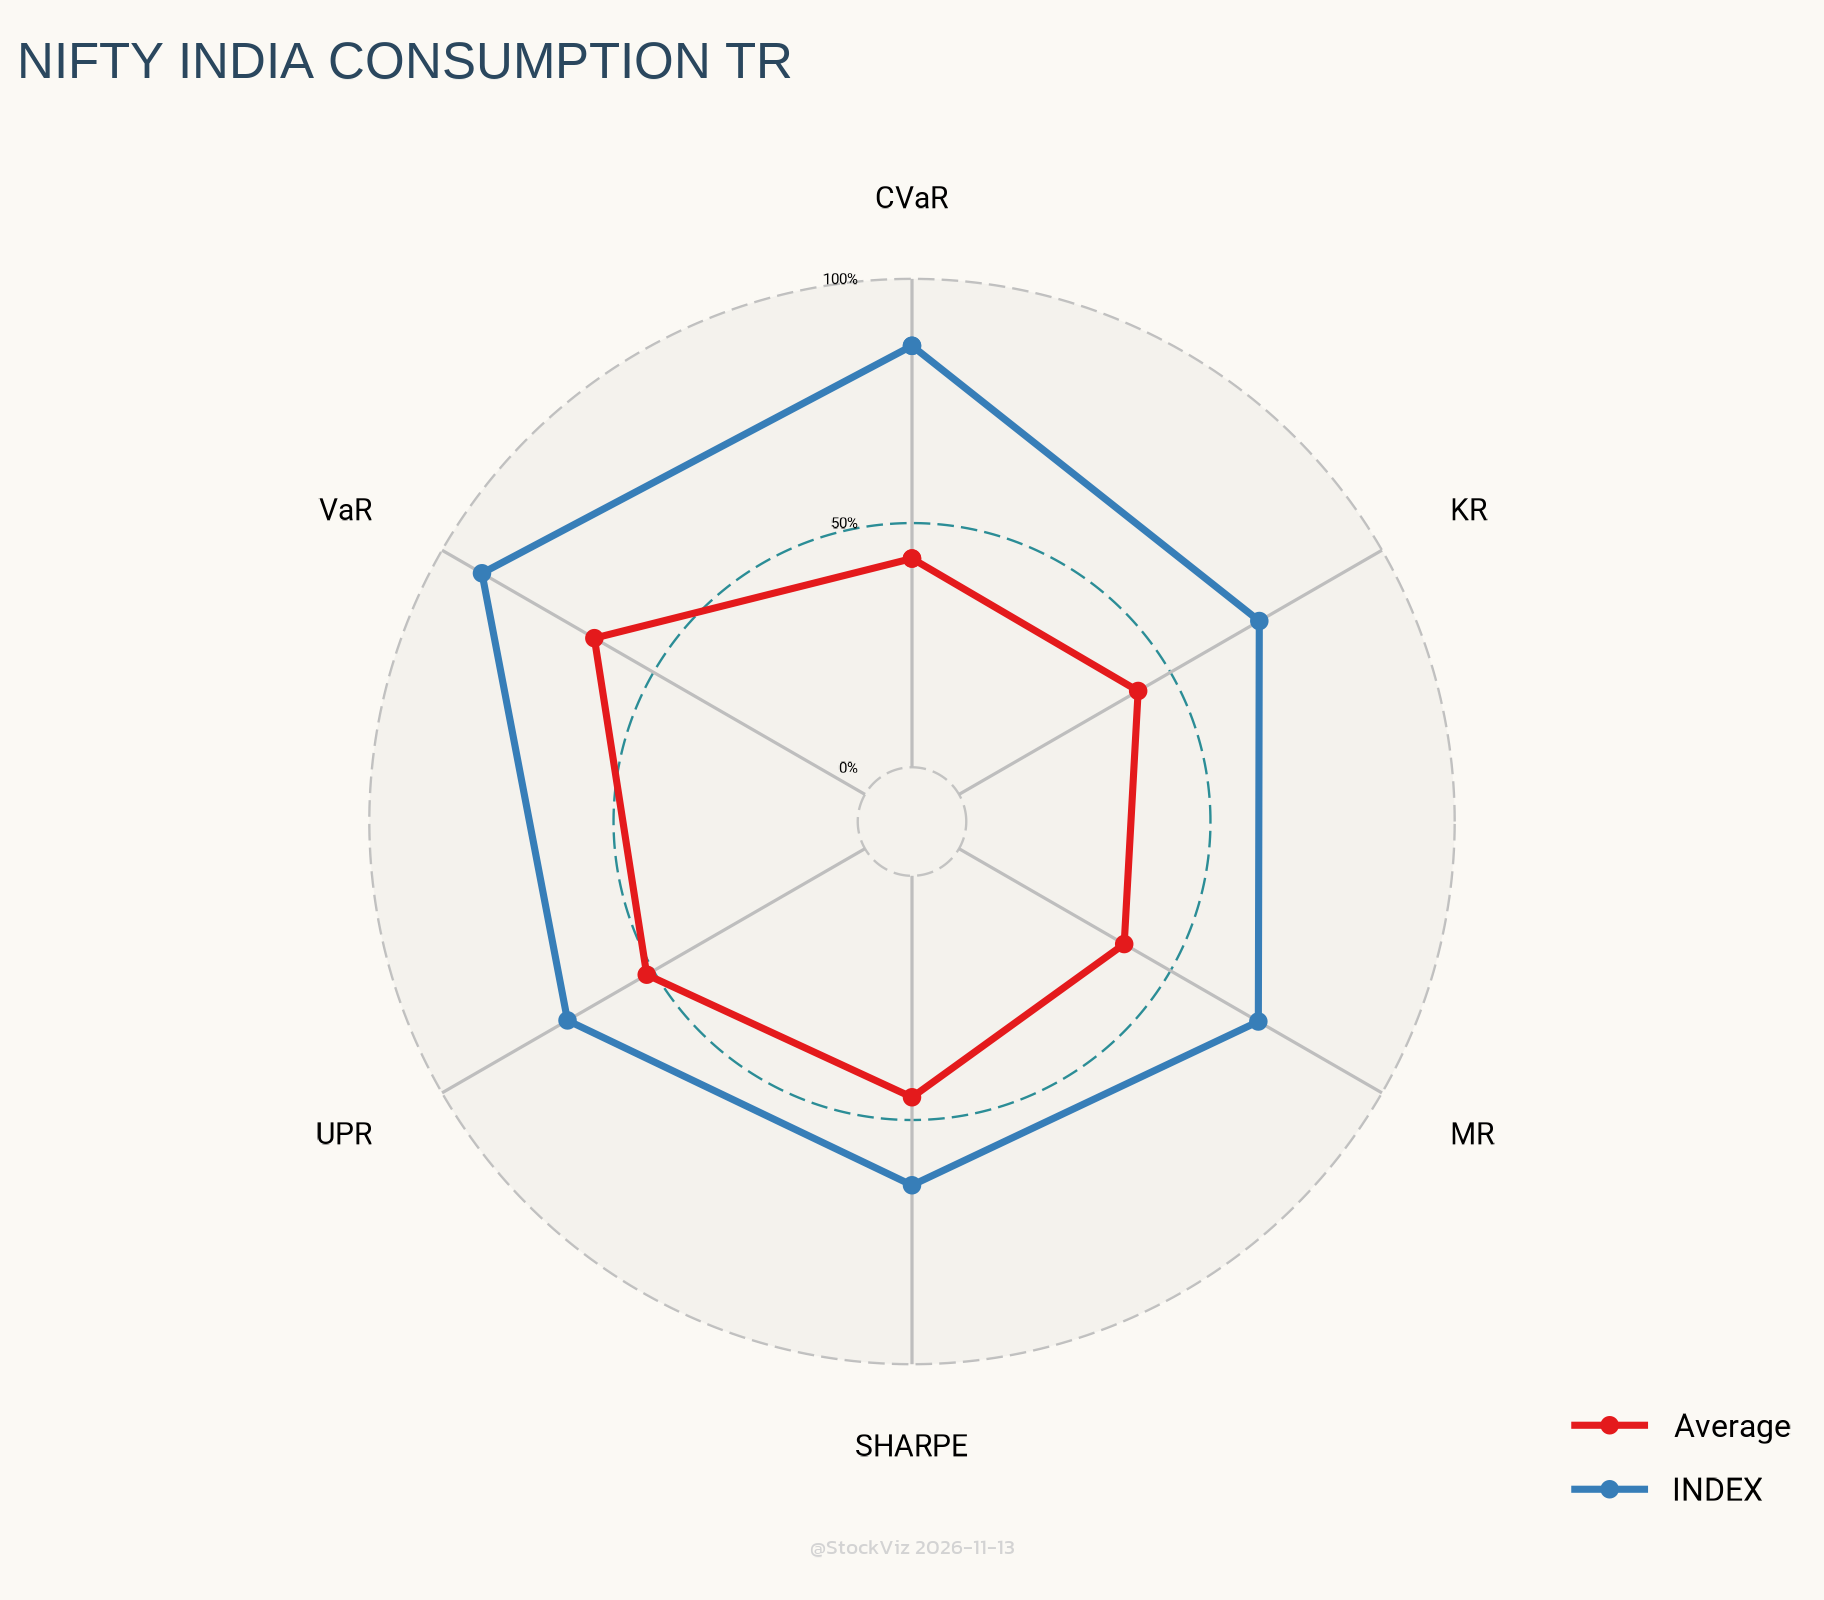 NIFTY INDIA CONSUMPTION TR
CVaR
100%
VaR
KR
50%
0%
UPR
MR
SHARPE
Average
INDEX
@StockViz 2026-11-13